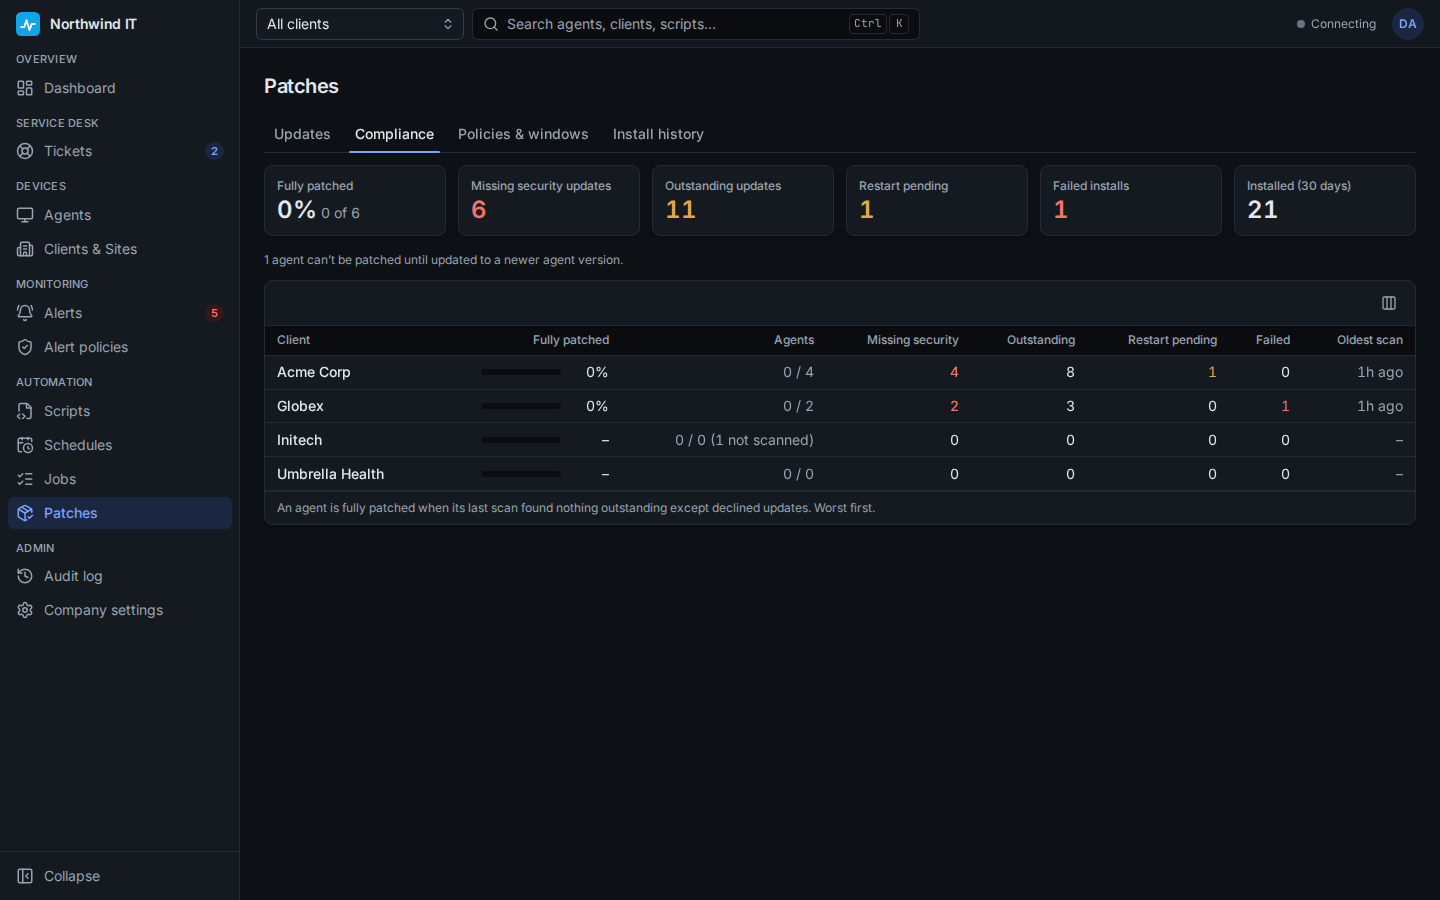 Northwind IT
All clients
Search agents, clients, scripts...
Ctrl K
Connecting
DA
OVERVIEW
Dashboard
SERVICE DESK
Tickets 2
DEVICES
Agents
Clients & Sites
MONITORING
Alerts 5
Alert policies
AUTOMATION
Scripts
Schedules
Jobs
Patches
ADMIN
Audit log
Company settings
Collapse
Patches
Updates Compliance Policies & windows Install history
Fully patched
0% 0 of 6
Missing security updates
6
Outstanding updates
11
Restart pending
1
Failed installs
1
Installed (30 days)
21
1 agent can’t be patched until updated to a newer agent version.
Client Fully patched Agents Missing security Outstanding Restart pending Failed Oldest scan
Acme Corp 0% 0 / 4 4 8 1 0 1h ago
Globex 0% 0 / 2 2 3 0 1 1h ago
Initech – 0 / 0 (1 not scanned) 0 0 0 0 –
Umbrella Health – 0 / 0 0 0 0 0 –
An agent is fully patched when its last scan found nothing outstanding except declined updates. Worst first.